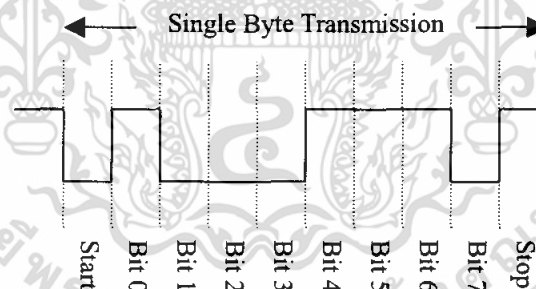 Single Byte Transmission
Start
Bit 0
Bit 1
Bit 2
Bit 3
Bit 4
Bit 5
Bit 6
Bit 7
Stop